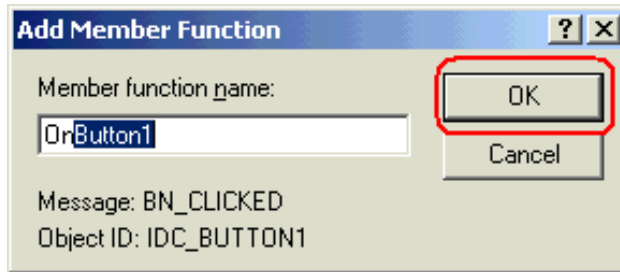 Add Member Function
?
Member function name:
OK
OnButton1
Cancel
Message: BN_CLICKED
Object ID: IDC_BUTTON1